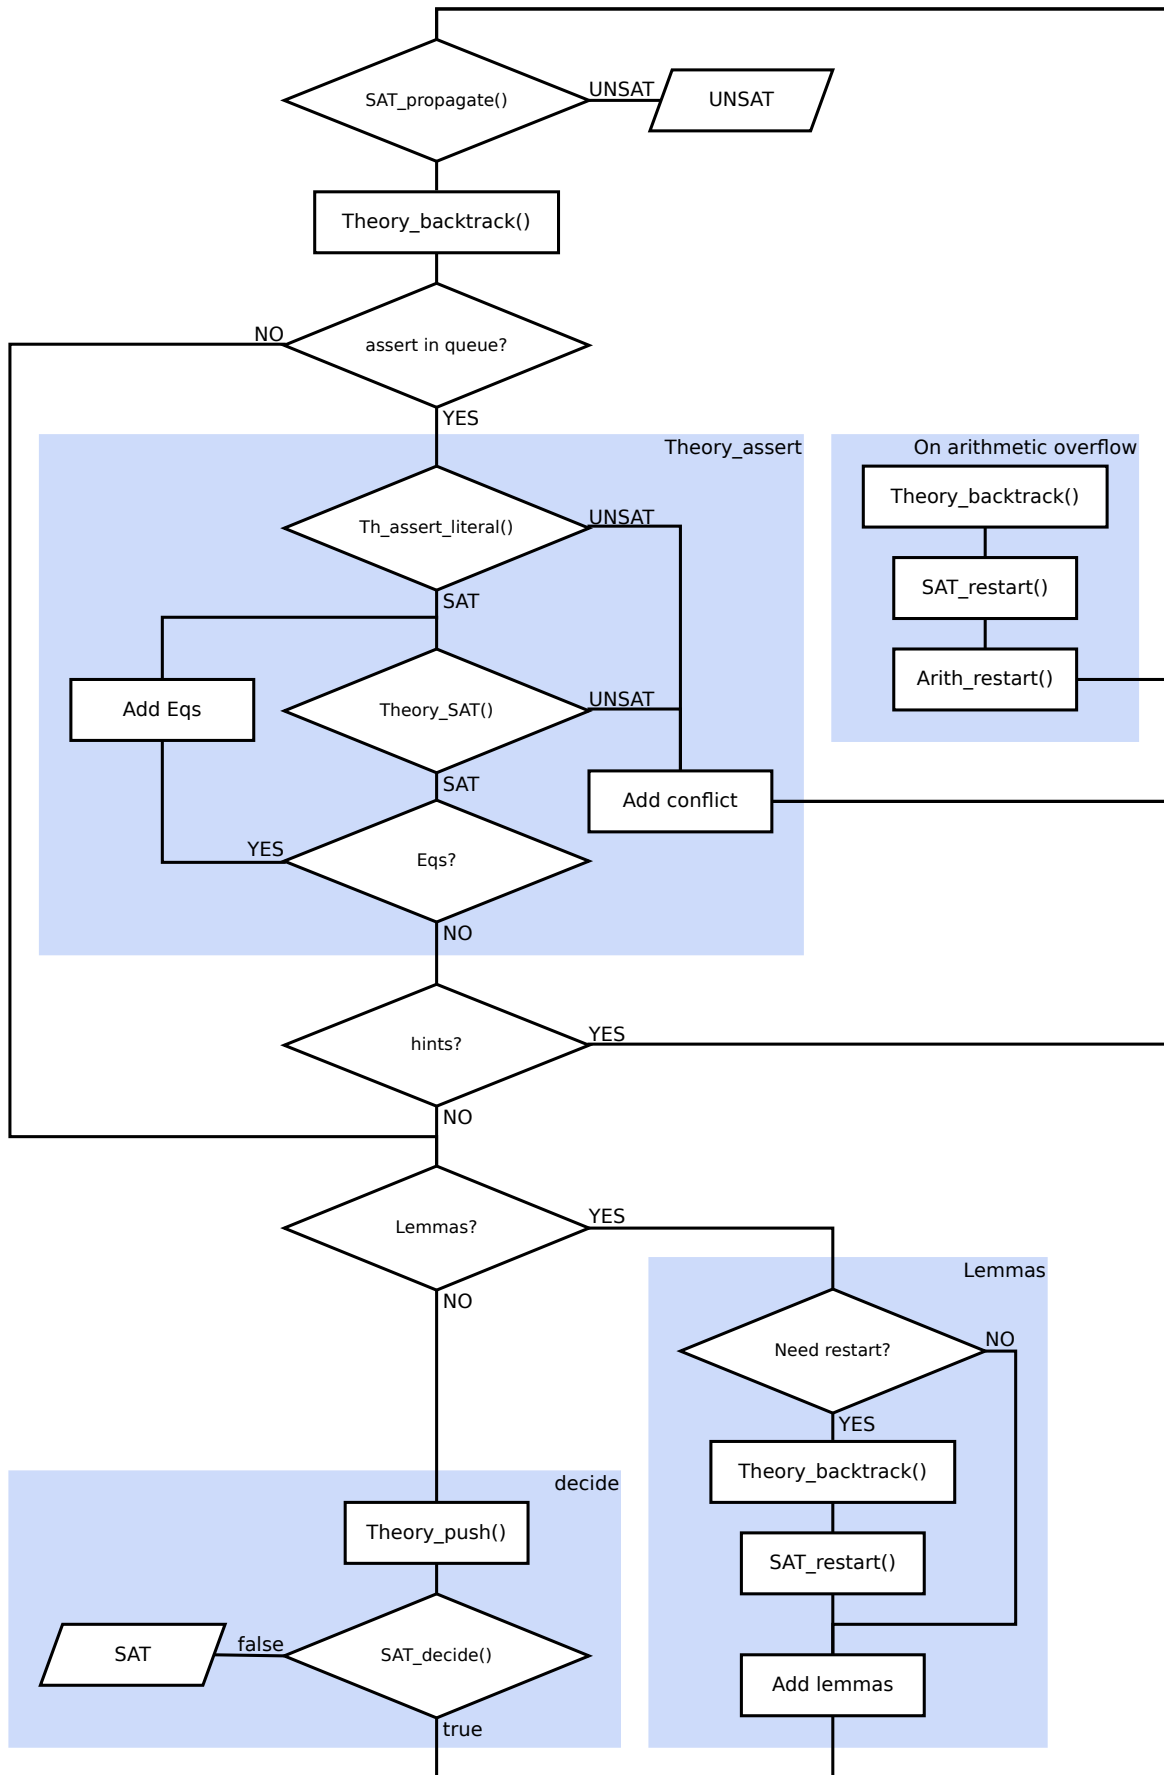 SAT_propagate()
UNSAT
UNSAT
Theory_backtrack()
NO
assert in queue?
YES
Theory_assert
On arithmetic overflow
Theory_backtrack()
Th_assert_literal()
UNSAT
SAT_restart()
SAT
Arith_restart()
Add Eqs
Theory_SAT()
UNSAT
SAT
Add conflict
YES
Eqs?
NO
hints?
YES
NO
Lemmas?
YES
Lemmas
NO
Need restart?
NO
YES
Theory_backtrack()
decide
Theory_push()
SAT_restart()
SAT
false
SAT_decide()
Add lemmas
true